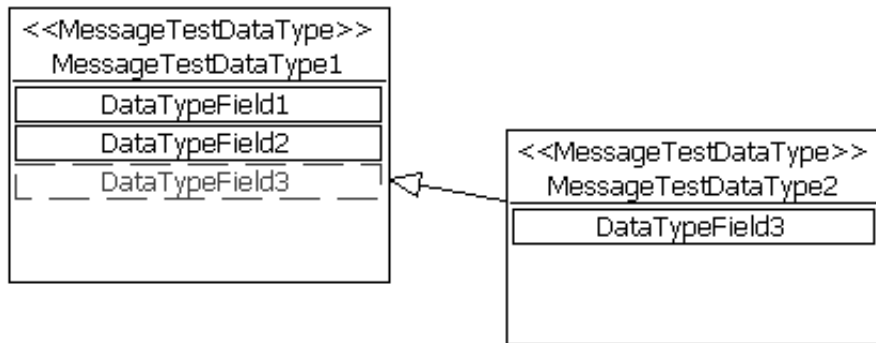 <<MessageTestDataType>>
MessageTestDataType1
DataTypeField1
DataTypeField2
DataTypeField3
<<MessageTestDataType>>
MessageTestDataType2
DataTypeField3